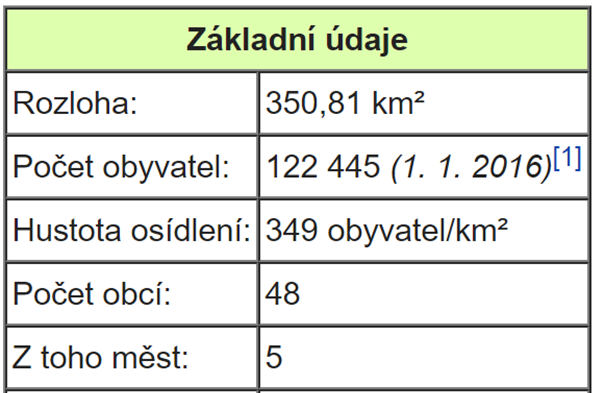 Základní údaje
Rozloha: 350,81 km²
Počet obyvatel: 122 445 (1. 1. 2016)[1]
Hustota osídlení: 349 obyvatel/km²
Počet obcí: 48
Z toho měst: 5